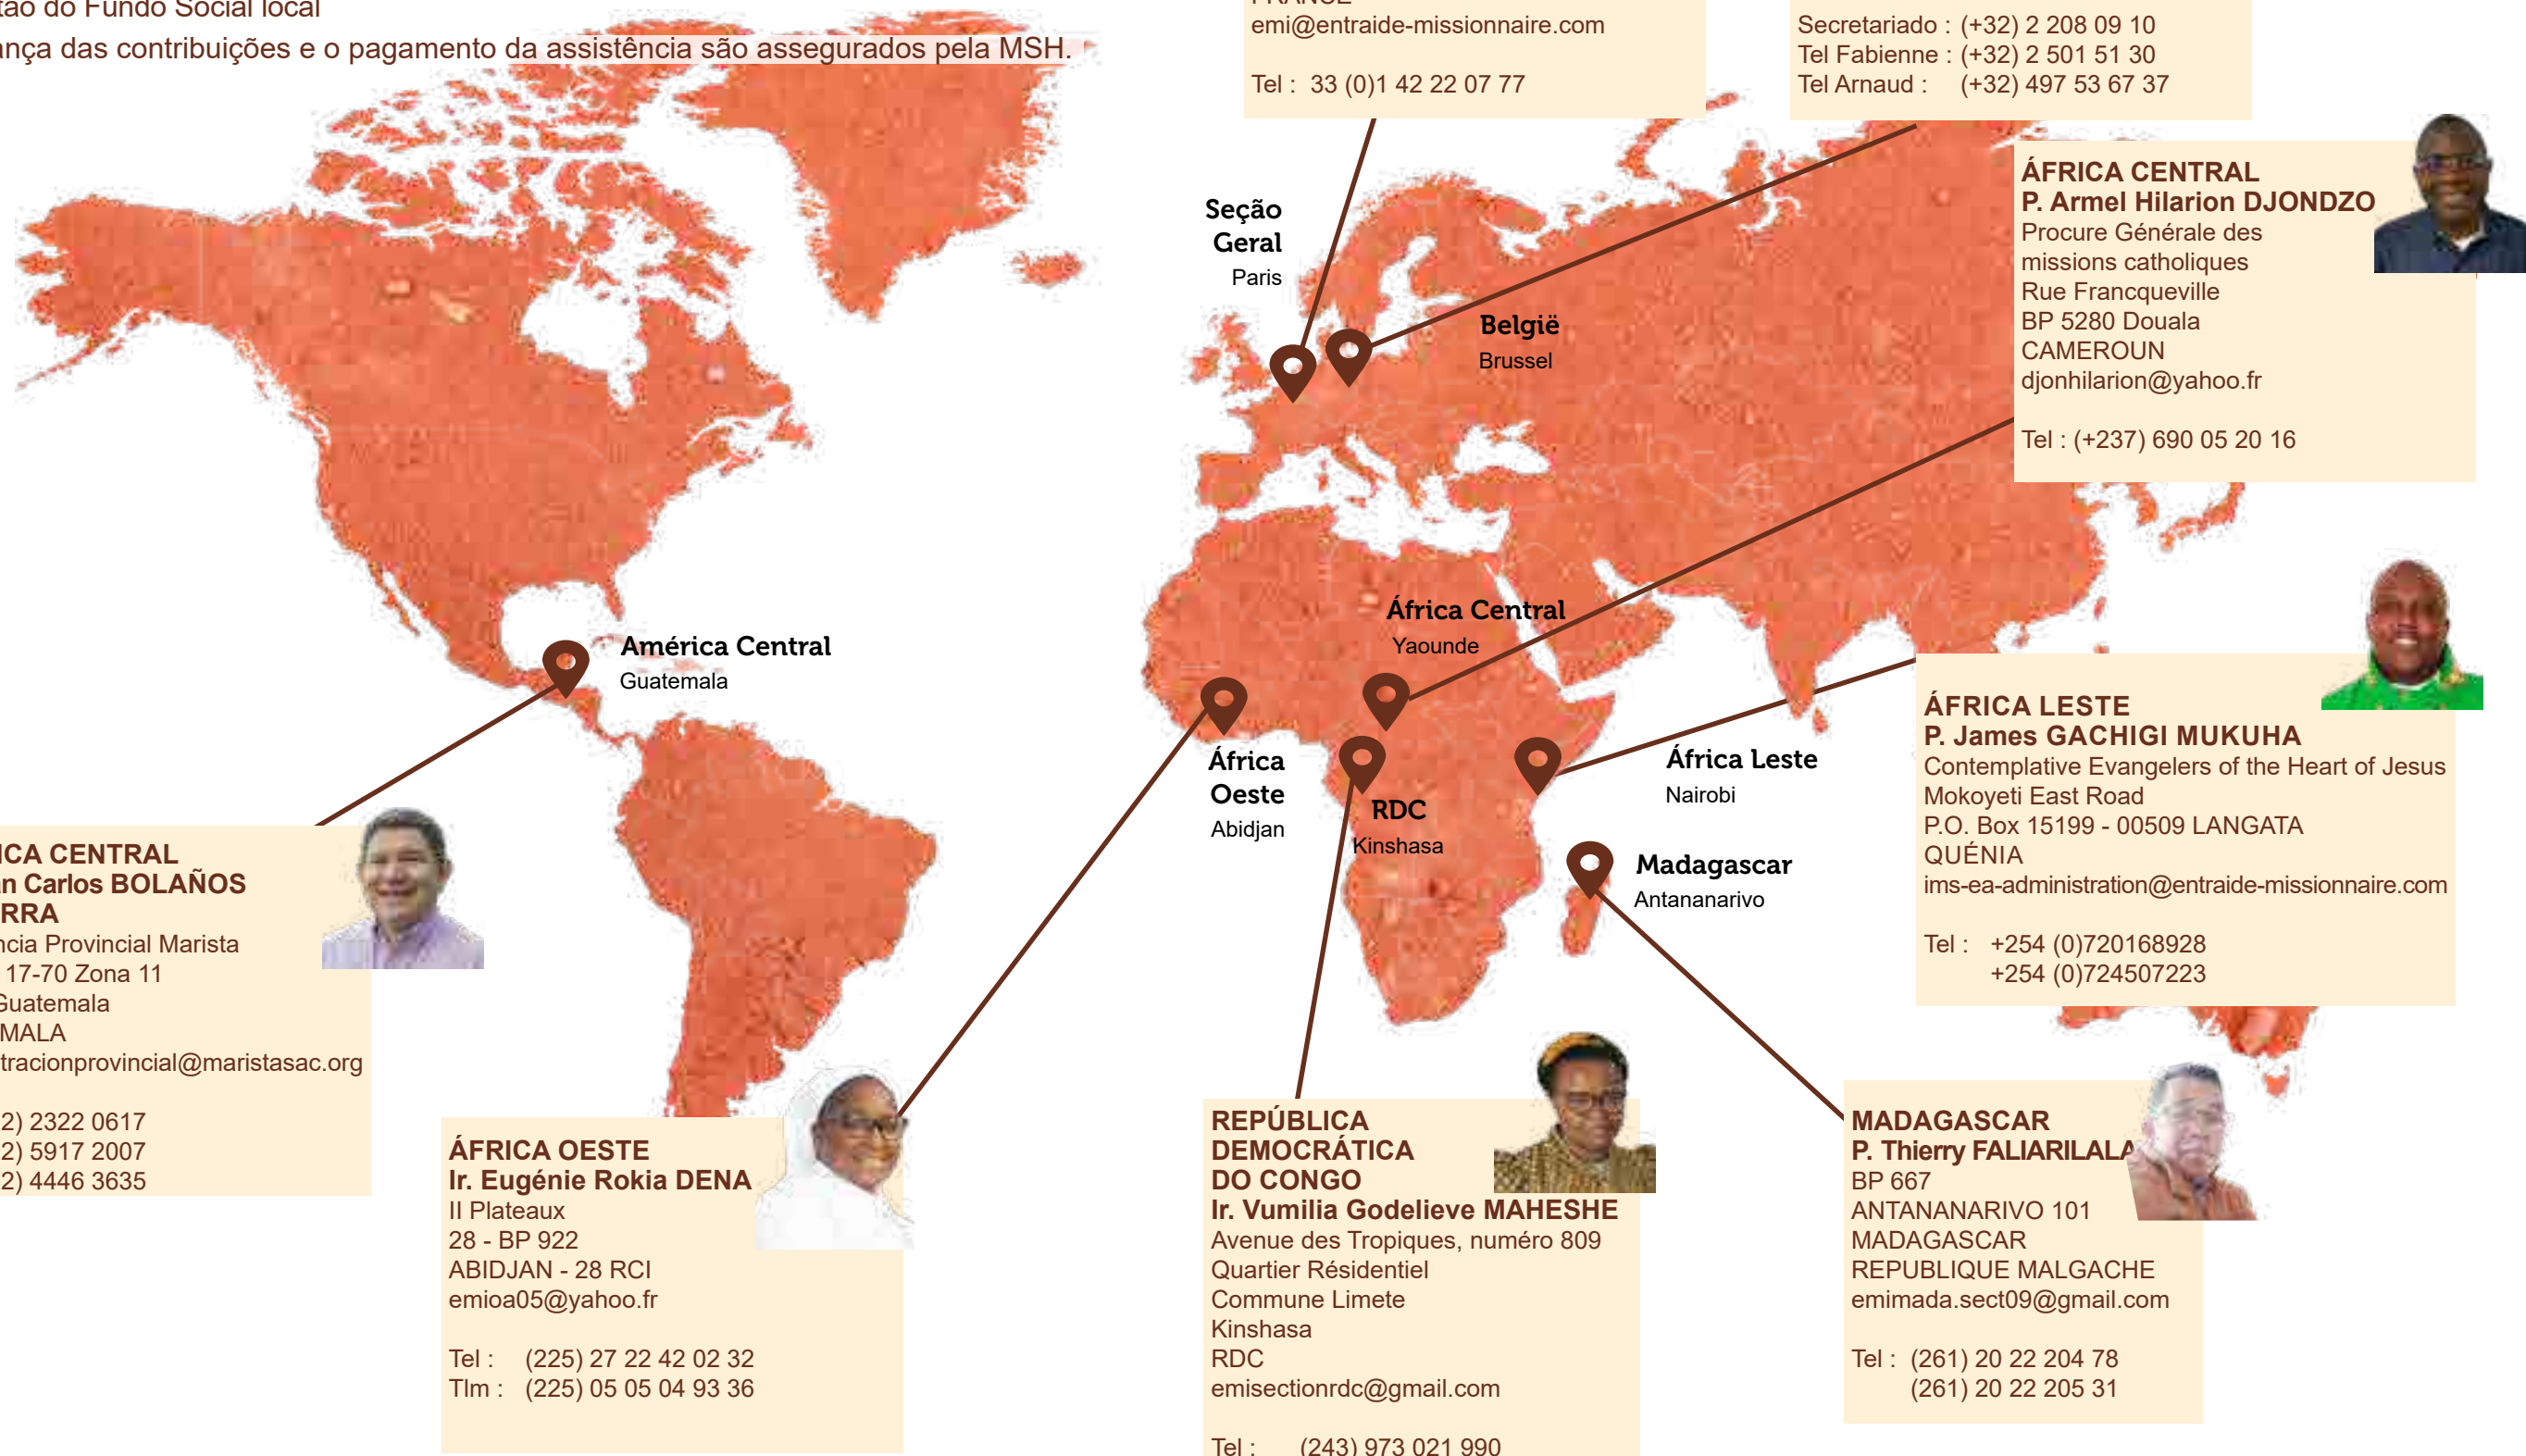 tão do Fundo Social local
ança das contribuições e o pagamento da assistência são assegurados pela MSH.
FRANCE
emi@entraide-missionnaire.com
Tel : 33 (0)1 42 22 07 77
Secretariado : (+32) 2 208 09 10
Tel Fabienne : (+32) 2 501 51 30
Tel Arnaud : (+32) 497 53 67 37
ÁFRICA CENTRAL
P. Armel Hilarion DJONDZO
Procure Générale des
missions catholiques
Rue Francqueville
BP 5280 Douala
CAMEROUN
djonhilarion@yahoo.fr
Tel : (+237) 690 05 20 16
Seção
Geral
Paris
België
Brussel
América Central
Guatemala
África Central
Yaounde
África
Oeste
Abidjan
RDC
Kinshasa
África Leste
Nairobi
Madagascar
Antananarivo
ÁFRICA LESTE
P. James GACHIGI MUKUHA
Contemplative Evangelers of the Heart of Jesus
Mokoyeti East Road
P.O. Box 15199 - 00509 LANGATA
QUÉNIA
ims-ea-administration@entraide-missionnaire.com
Tel : +254 (0)720168928
+254 (0)724507223
ICA CENTRAL
an Carlos BOLAÑOS
RRA
ncia Provincial Marista
17-70 Zona 11
Guatemala
MALA
tracionprovincial@maristasac.org
2) 2322 0617
2) 5917 2007
2) 4446 3635
ÁFRICA OESTE
Ir. Eugénie Rokia DENA
II Plateaux
28 - BP 922
ABIDJAN - 28 RCI
emioa05@yahoo.fr
Tel : (225) 27 22 42 02 32
Tlm : (225) 05 05 04 93 36
REPÚBLICA
DEMOCRÁTICA
DO CONGO
Ir. Vumilia Godelieve MAHESHE
Avenue des Tropiques, numéro 809
Quartier Résidentiel
Commune Limete
Kinshasa
RDC
emisectionrdc@gmail.com
Tel : (243) 973 021 990
MADAGASCAR
P. Thierry FALIARILALA
BP 667
ANTANANARIVO 101
MADAGASCAR
REPUBLIQUE MALGACHE
emimada.sect09@gmail.com
Tel : (261) 20 22 204 78
(261) 20 22 205 31